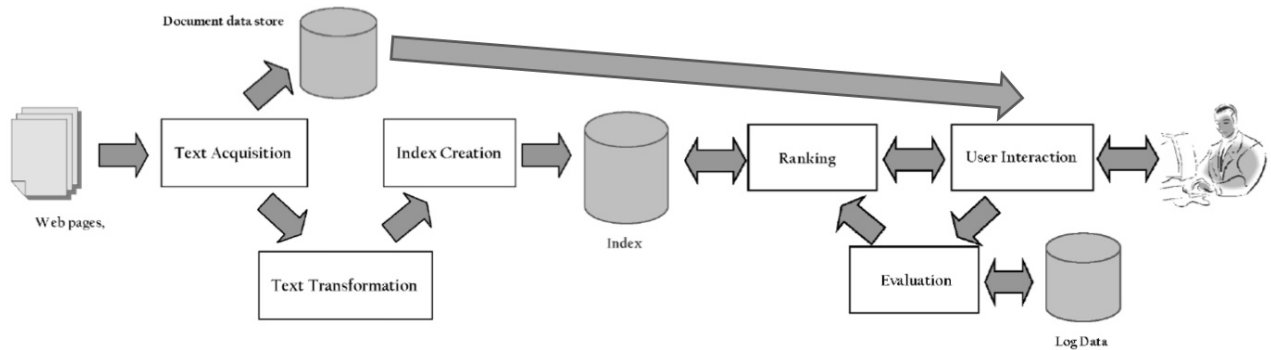 Document data store
Text Acquisition
Index Creation
Ranking
User Interaction
Web pages,
Index
Text Transformation
Evaluation
Log Data